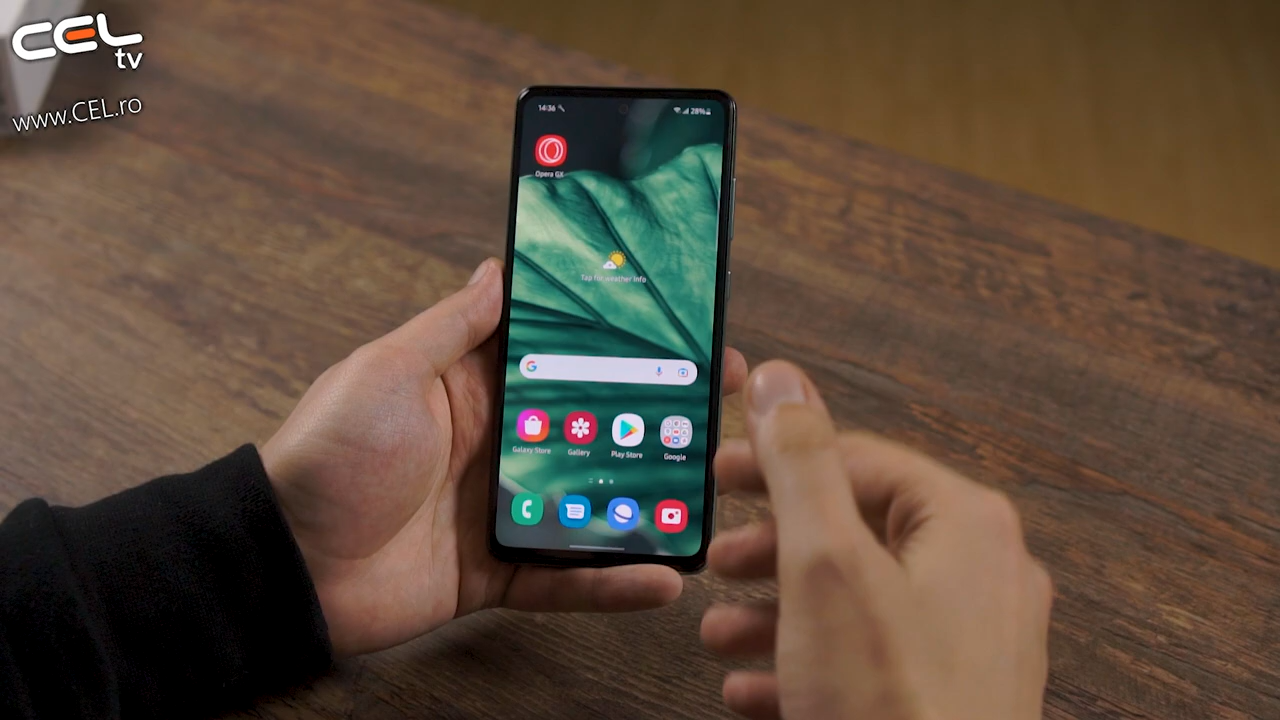 CEL
tv
www.CEL.ro
14:36
28%
Opera GX
Tap for weather info
Galaxy Store
Gallery
Play Store
Google